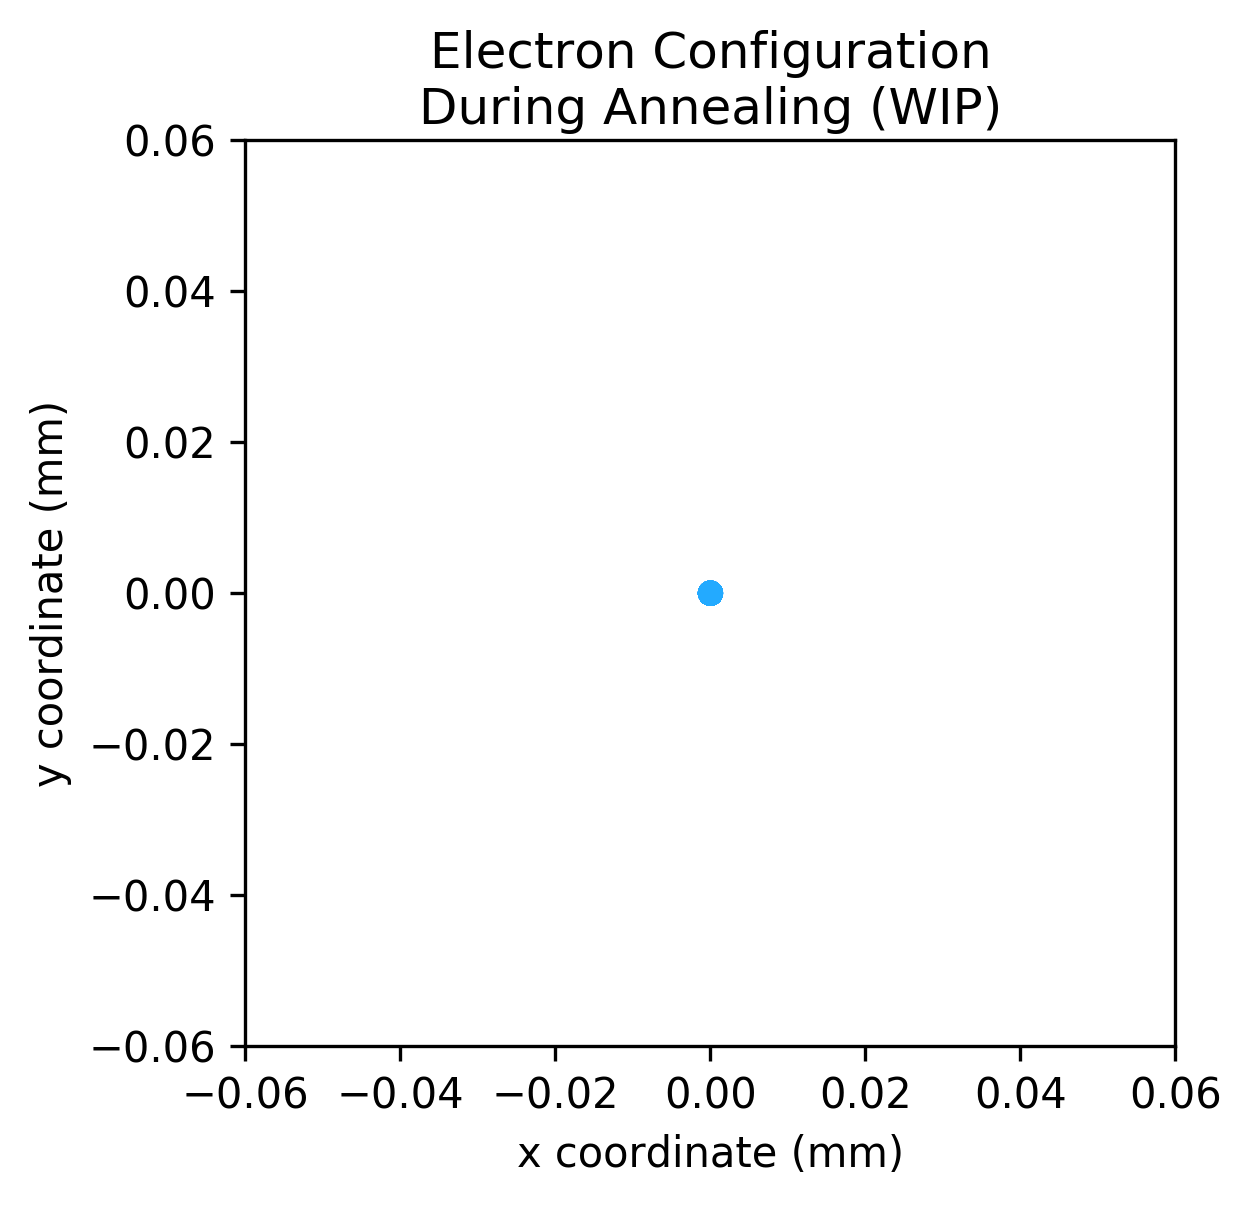 Electron Configuration
During Annealing (WIP)
0.06
0.04
0.02
0.00
−0.02
−0.04
−0.06
y coordinate (mm)
−0.06 −0.04 −0.02 0.00 0.02 0.04 0.06
x coordinate (mm)